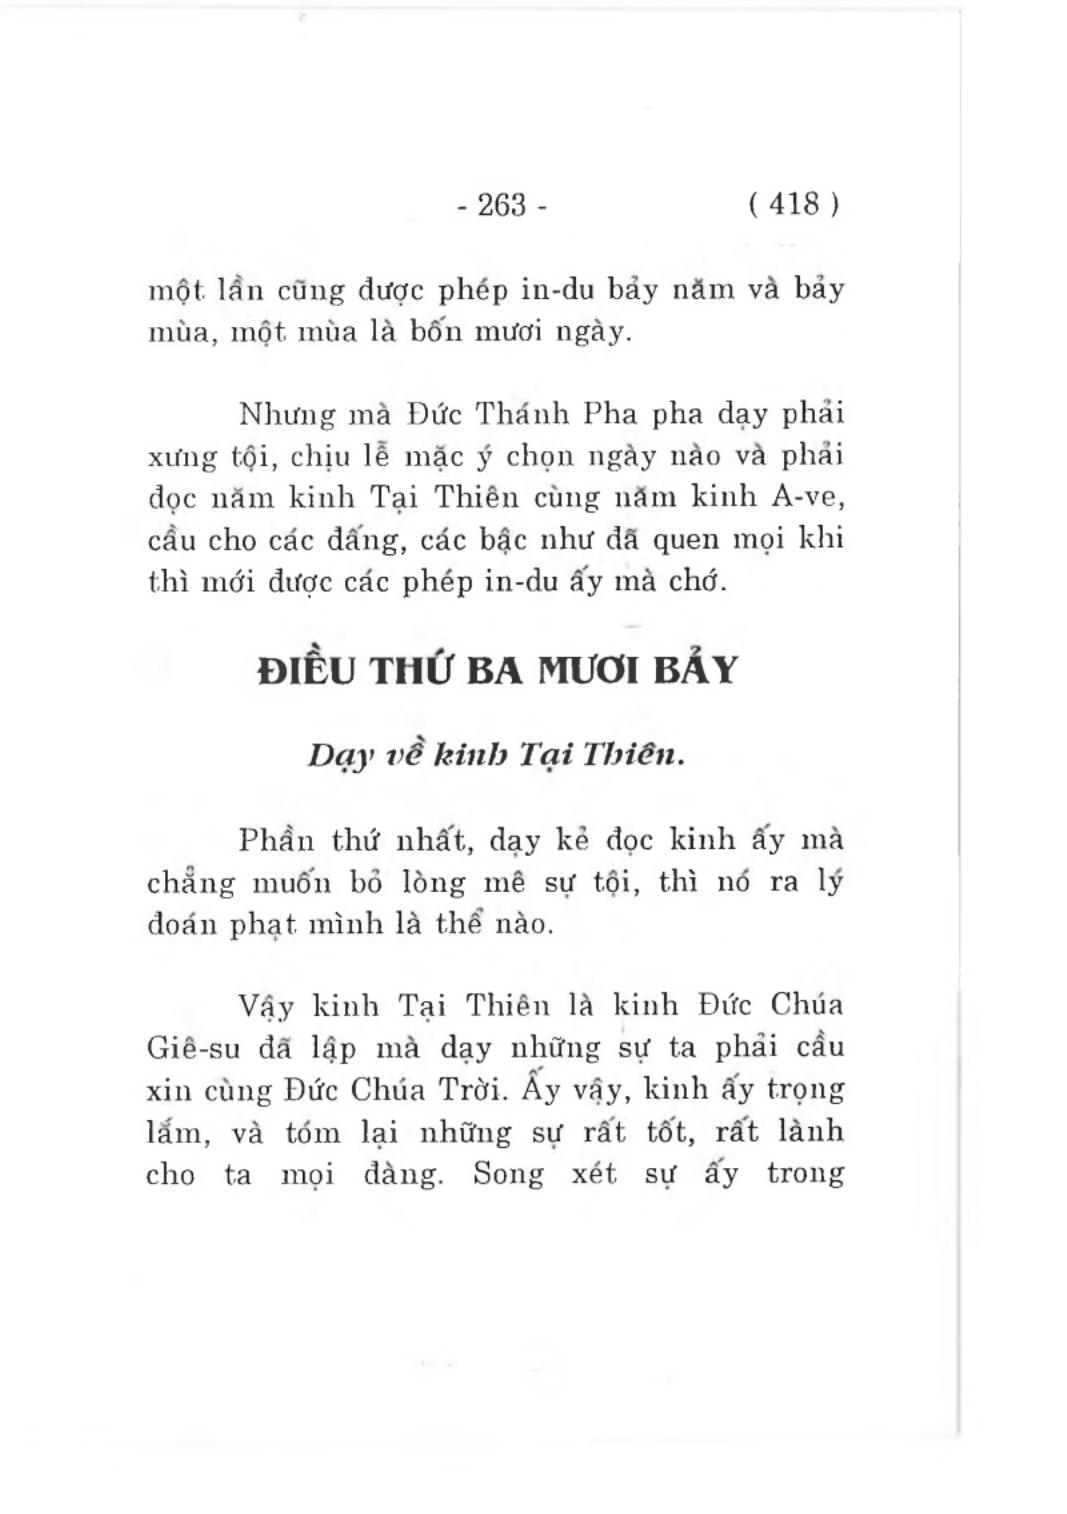 - 263 - ( 418 )
một lần cũng được phép in-du bảy năm và bảy
mùa, một mùa là bốn mươi ngày.
Nhưng mà Đức Thánh Pha pha dạy phải
xưng tội, chịu lễ mặc ý chọn ngày nào và phải
đọc năm kinh Tại Thiên cùng năm kinh A-ve,
cầu cho các đấng, các bậc như đã quen mọi khi
thì mới được các phép in-du ấy mà chớ.
ĐIỀU THỨ BA MƯƠI BẢY
Dạy về kinh Tại Thiên.
Phần thứ nhất, dạy kẻ đọc kinh ấy mà
chẳng muốn bỏ lòng mê sự tội, thì nó ra lý
đoán phạt mình là thể nào.
Vậy kinh Tại Thiên là kinh Đức Chúa
Giê-su đã lập mà dạy những sự ta phải cầu
xin cùng Đức Chúa Trời. Ấy vậy, kinh ấy trọng
lắm, và tóm lại những sự rất tốt, rất lành
cho ta mọi đàng. Song xét sự ấy trong